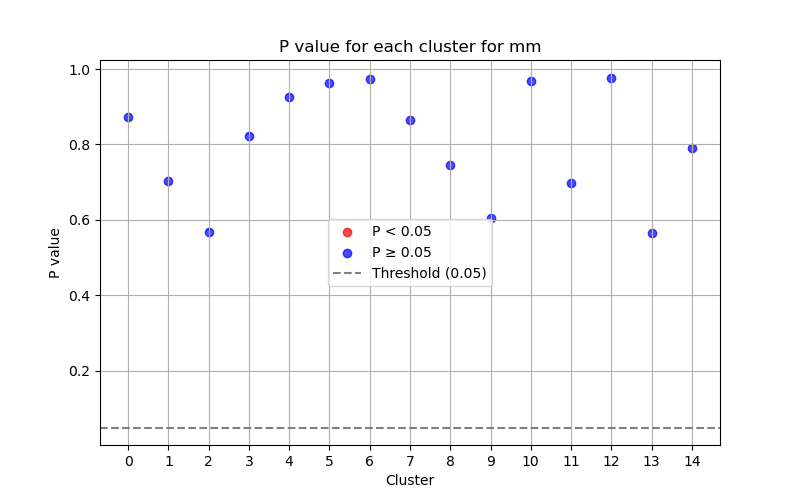 P value for each cluster for mm
1.0
0.8
0.6
0.4
0.2
P value
P < 0.05
P ≥ 0.05
Threshold (0.05)
0 1 2 3 4 5 6 7 8 9 10 11 12 13 14
Cluster